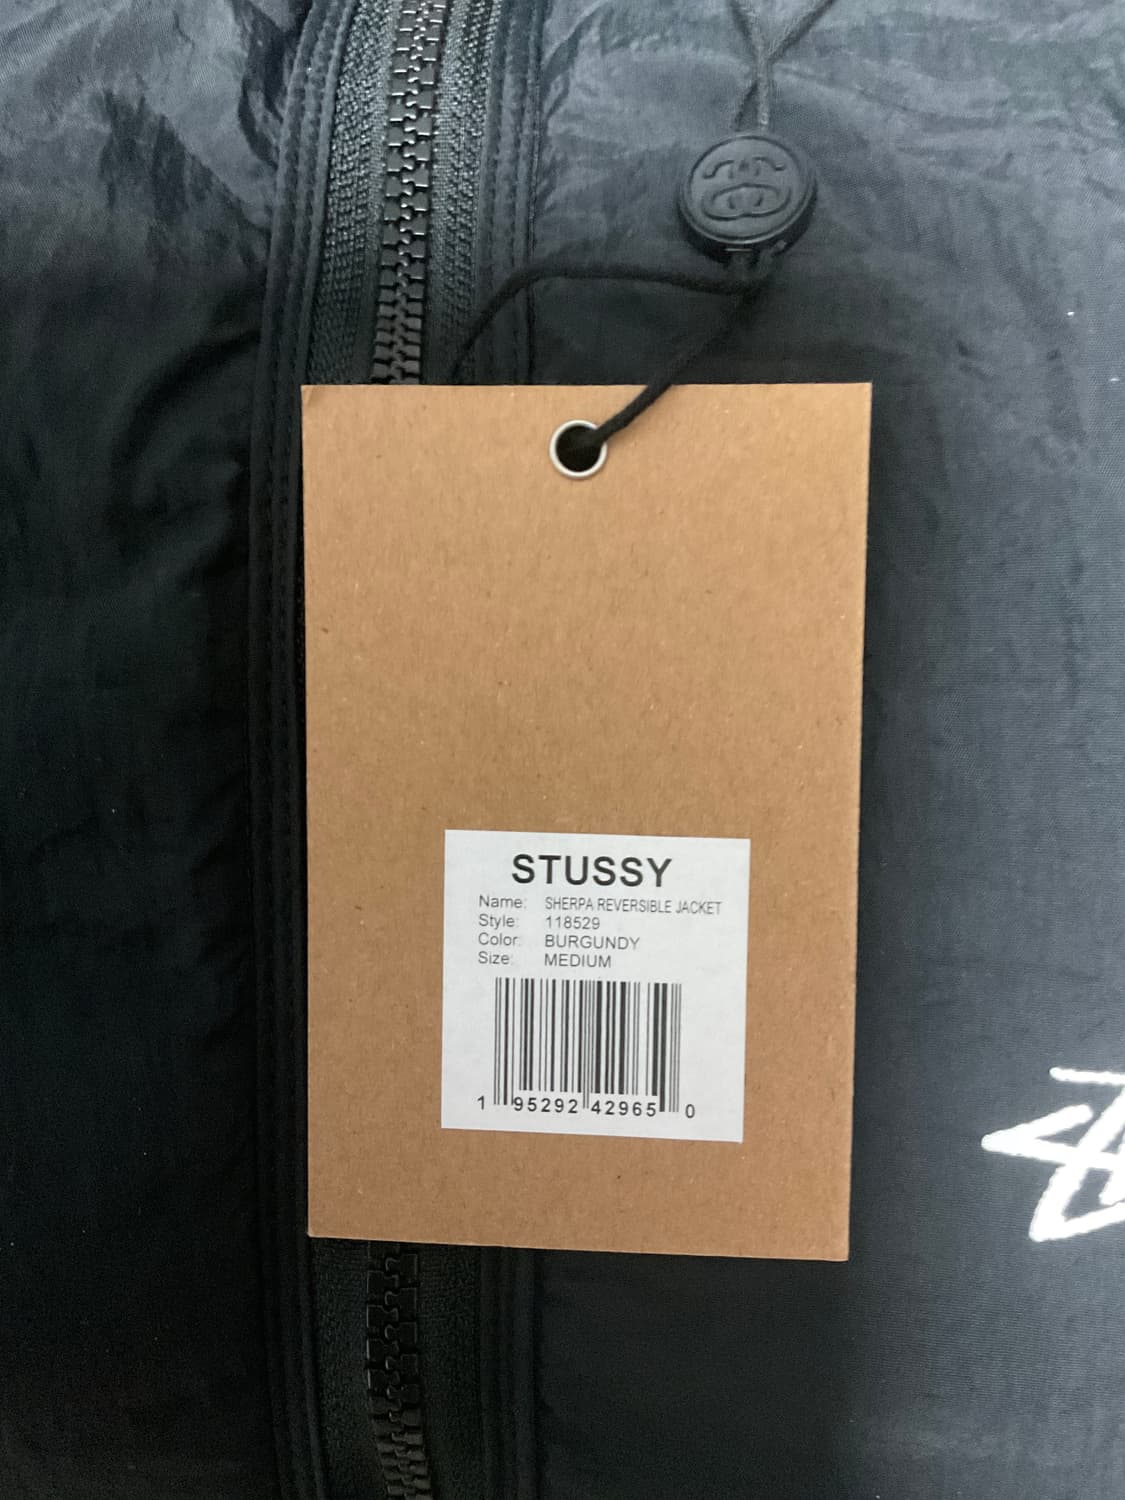 STUSSY
Name: SHERPA REVERSIBLE JACKET
Style: 118529
Color: BURGUNDY
Size: MEDIUM
1 95292 42965 0